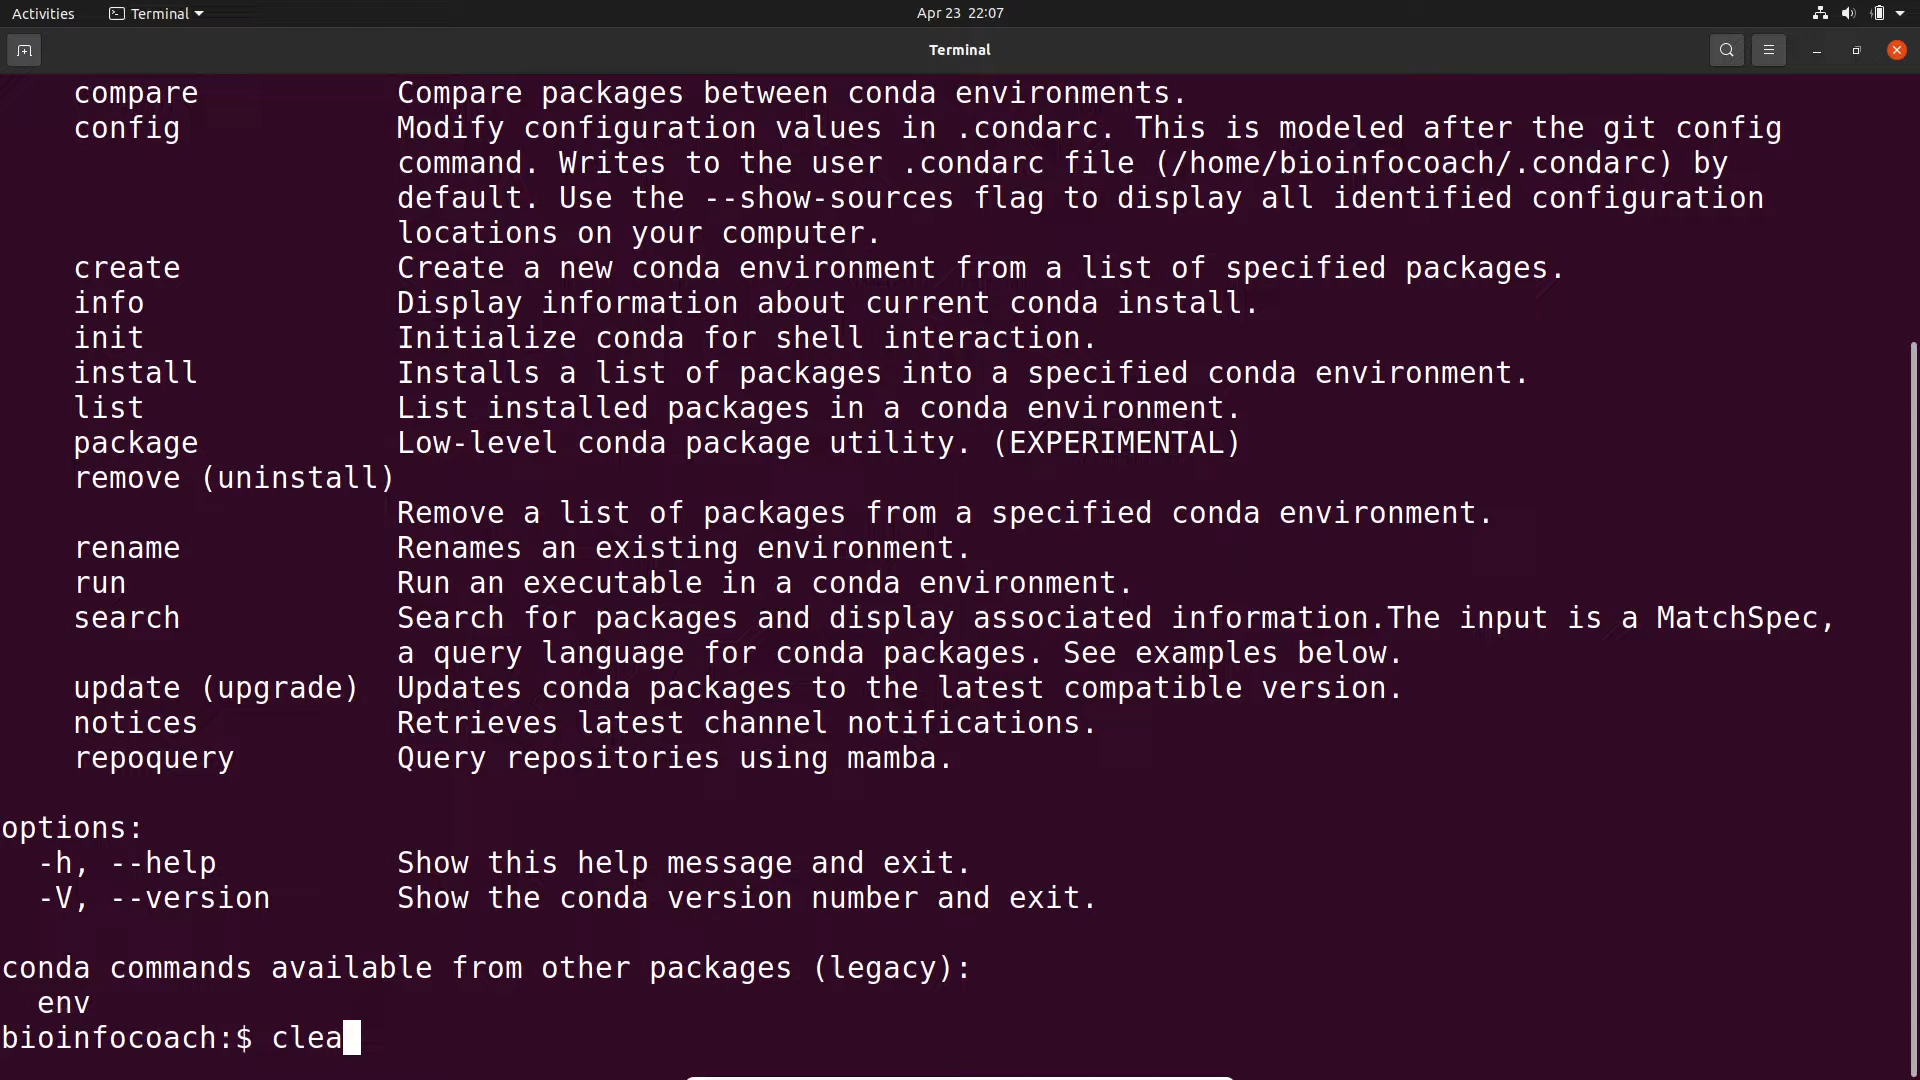 Activities Terminal Apr 23 22:07
Terminal
compare Compare packages between conda environments.
config Modify configuration values in .condarc. This is modeled after the git config
command. Writes to the user .condarc file (/home/bioinfocoach/.condarc) by
default. Use the --show-sources flag to display all identified configuration
locations on your computer.
create Create a new conda environment from a list of specified packages.
info Display information about current conda install.
init Initialize conda for shell interaction.
install Installs a list of packages into a specified conda environment.
list List installed packages in a conda environment.
package Low-level conda package utility. (EXPERIMENTAL)
remove (uninstall)
Remove a list of packages from a specified conda environment.
rename Renames an existing environment.
run Run an executable in a conda environment.
search Search for packages and display associated information.The input is a MatchSpec,
a query language for conda packages. See examples below.
update (upgrade) Updates conda packages to the latest compatible version.
notices Retrieves latest channel notifications.
repoquery Query repositories using mamba.
options:
-h, --help Show this help message and exit.
-V, --version Show the conda version number and exit.
conda commands available from other packages (legacy):
env
bioinfocoach:$ clea